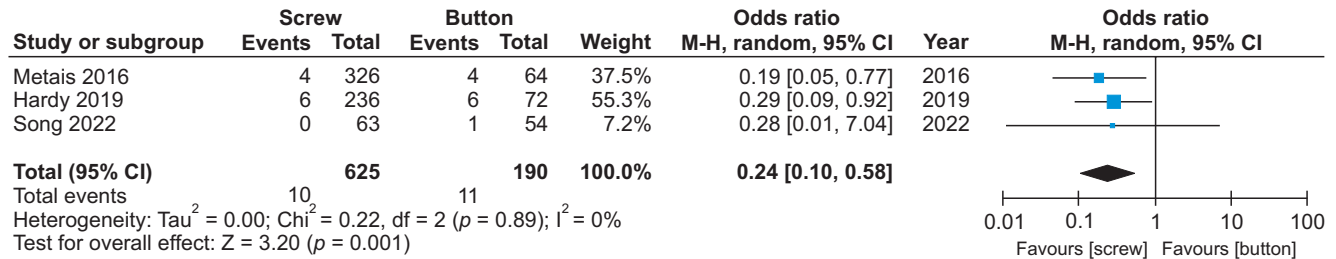 Screw Button Odds ratio Odds ratio
Study or subgroup Events Total Events Total Weight M-H, random, 95% CI Year M-H, random, 95% CI
Metais 2016 4 326 4 64 37.5% 0.19 [0.05, 0.77] 2016
Hardy 2019 6 236 6 72 55.3% 0.29 [0.09, 0.92] 2019
Song 2022 0 63 1 54 7.2% 0.28 [0.01, 7.04] 2022
Total (95% CI) 625 190 100.0% 0.24 [0.10, 0.58]
Total events 10 11
Heterogeneity: Tau² = 0.00; Chi² = 0.22, df = 2 (p = 0.89); I² = 0%
Test for overall effect: Z = 3.20 (p = 0.001)
0.01 0.1 1 10 100
Favours [screw] Favours [button]